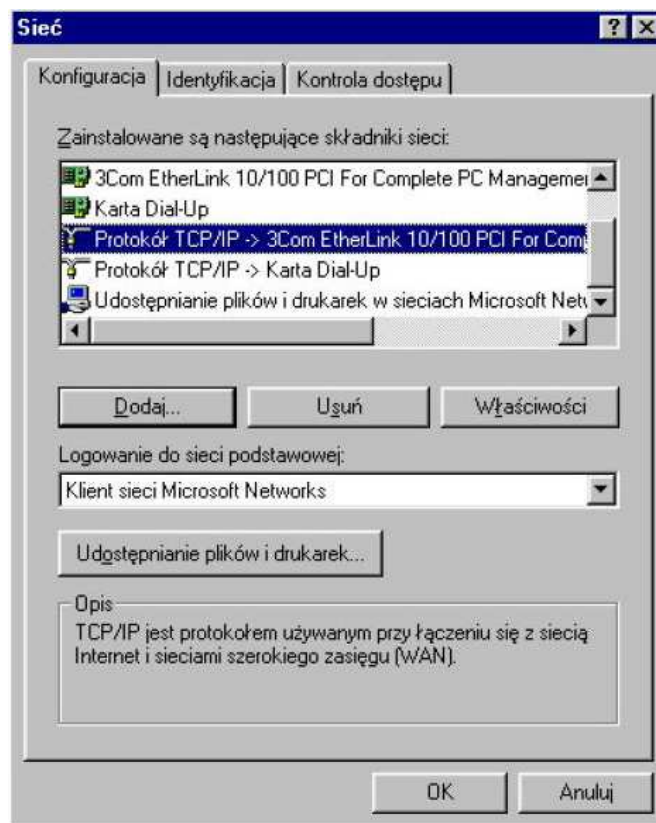 Sieć
Konfiguracja Identyfikacja Kontrola dostępu
Zainstalowane są następujące składniki sieci:
3Com EtherLink 10/100 PCI For Complete PC Managemer
Karta Dial-Up
Protokół TCP/IP -> 3Com EtherLink 10/100 PCI For Com
Protokół TCP/IP -> Karta Dial-Up
Udostępnianie plików i drukarek w sieciach Microsoft Netw
Dodaj... Usuń Właściwości
Logowanie do sieci podstawowej:
Klient sieci Microsoft Networks
Udostępnianie plików i drukarek...
Opis
TCP/IP jest protokołem używanym przy łączeniu się z siecią
Internet i sieciami szerokiego zasięgu (WAN).
OK Anuluj